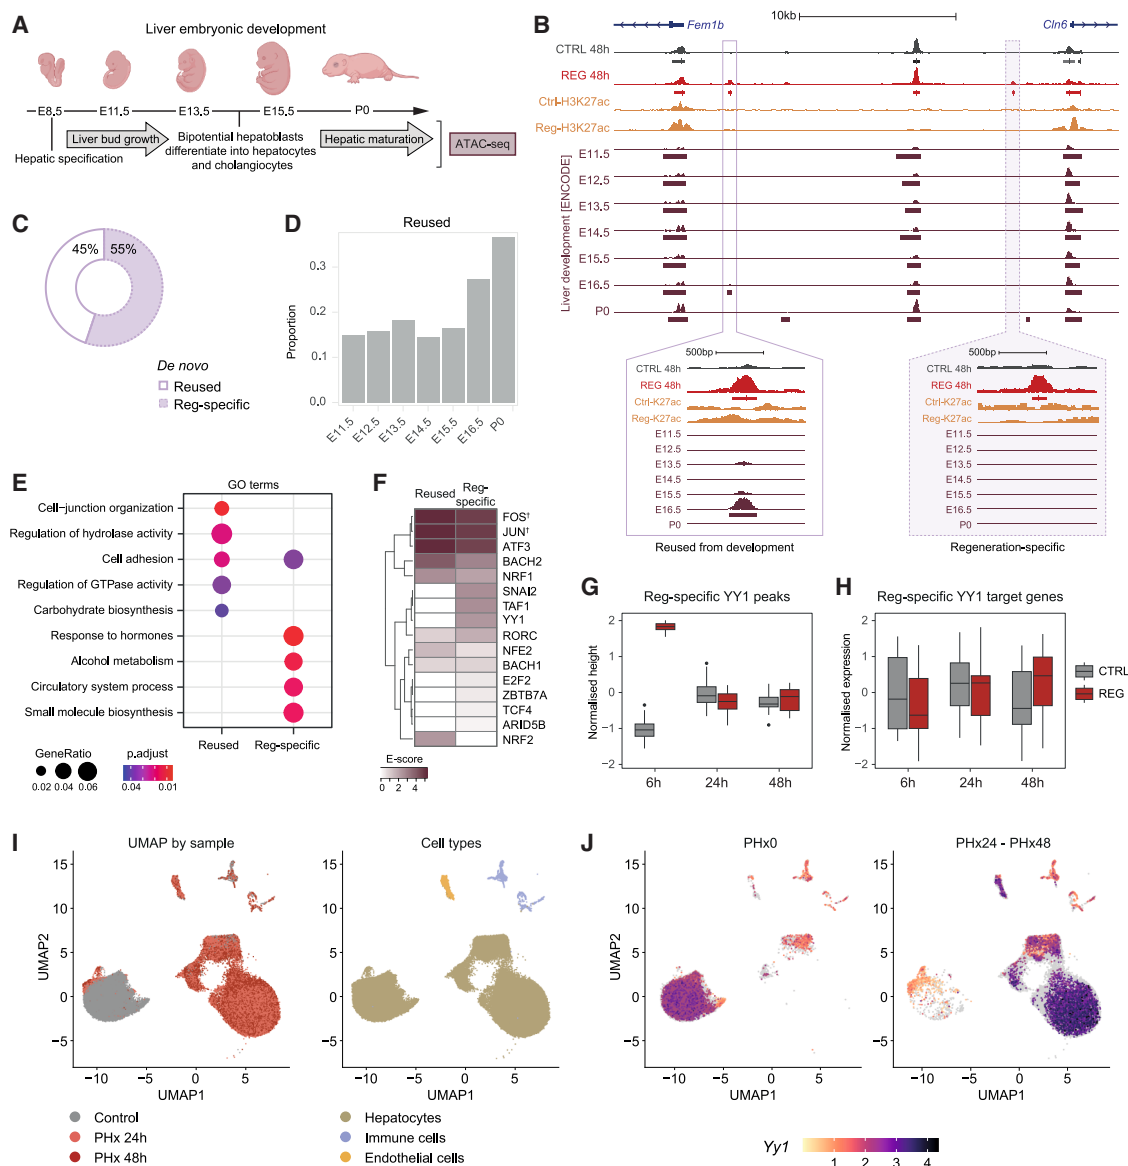 A
Liver embryonic development
E8.5
E11.5
E13.5
E15.5
P0
Liver bud growth
Hepatic maturation
ATAC-seq
Hepatic specification
Bipotential hepatoblasts
differentiate into hepatocytes
and cholangiocytes
B
10kb
Fem1b
Cln6
CTRL 48h
REG 48h
Ctrl-H3K27ac
Reg-H3K27ac
Liver development [ENCODE]
E11.5
E12.5
E13.5
E14.5
E15.5
E16.5
P0
500bp
CTRL 48h
REG 48h
Ctrl-K27ac
Reg-K27ac
E11.5
E12.5
E13.5
E14.5
E15.5
E16.5
P0
Reused from development
500bp
CTRL 48h
REG 48h
Ctrl-K27ac
Reg-K27ac
E11.5
E12.5
E13.5
E14.5
E15.5
E16.5
P0
Regeneration-specific
C
45%
55%
De novo
Reused
Reg-specific
D
Reused
Proportion
0.3
0.2
0.1
0.0
E11.5
E12.5
E13.5
E14.5
E15.5
E16.5
P0
E
GO terms
Cell-junction organization
Regulation of hydrolase activity
Cell adhesion
Regulation of GTPase activity
Carbohydrate biosynthesis
Response to hormones
Alcohol metabolism
Circulatory system process
Small molecule biosynthesis
Reused
Reg-specific
GeneRatio
0.02 0.04 0.06
p.adjust
0.04 0.01
F
Reused
Reg-
specific
FOS†
JUN†
ATF3
BACH2
NRF1
SNAI2
TAF1
YY1
RORC
NFE2
BACH1
E2F2
ZBTB7A
TCF4
ARID5B
NRF2
E-score
0 2 4
G
Reg-specific YY1 peaks
Normalised height
2
1
0
−1
−2
6h
24h
48h
H
Reg-specific YY1 target genes
Normalised expression
2
1
0
−1
−2
6h
24h
48h
CTRL
REG
I
UMAP by sample
UMAP2
15
10
5
0
−5
−10
−5
0
5
UMAP1
Control
PHx 24h
PHx 48h
Cell types
15
10
5
0
−5
−10
−5
0
5
UMAP1
Hepatocytes
Immune cells
Endothelial cells
J
PHx0
UMAP2
15
10
5
0
−5
−10
−5
0
5
UMAP1
PHx24 - PHx48
15
10
5
0
−5
−10
−5
0
5
UMAP1
Yy1
1 2 3 4